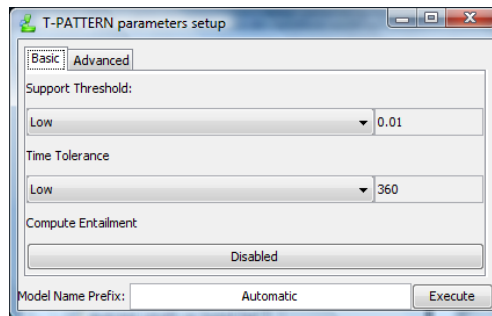 T-PATTERN parameters setup
Basic Advanced
Support Threshold:
Low 0.01
Time Tolerance
Low 360
Compute Entailment
Disabled
Model Name Prefix: Automatic Execute